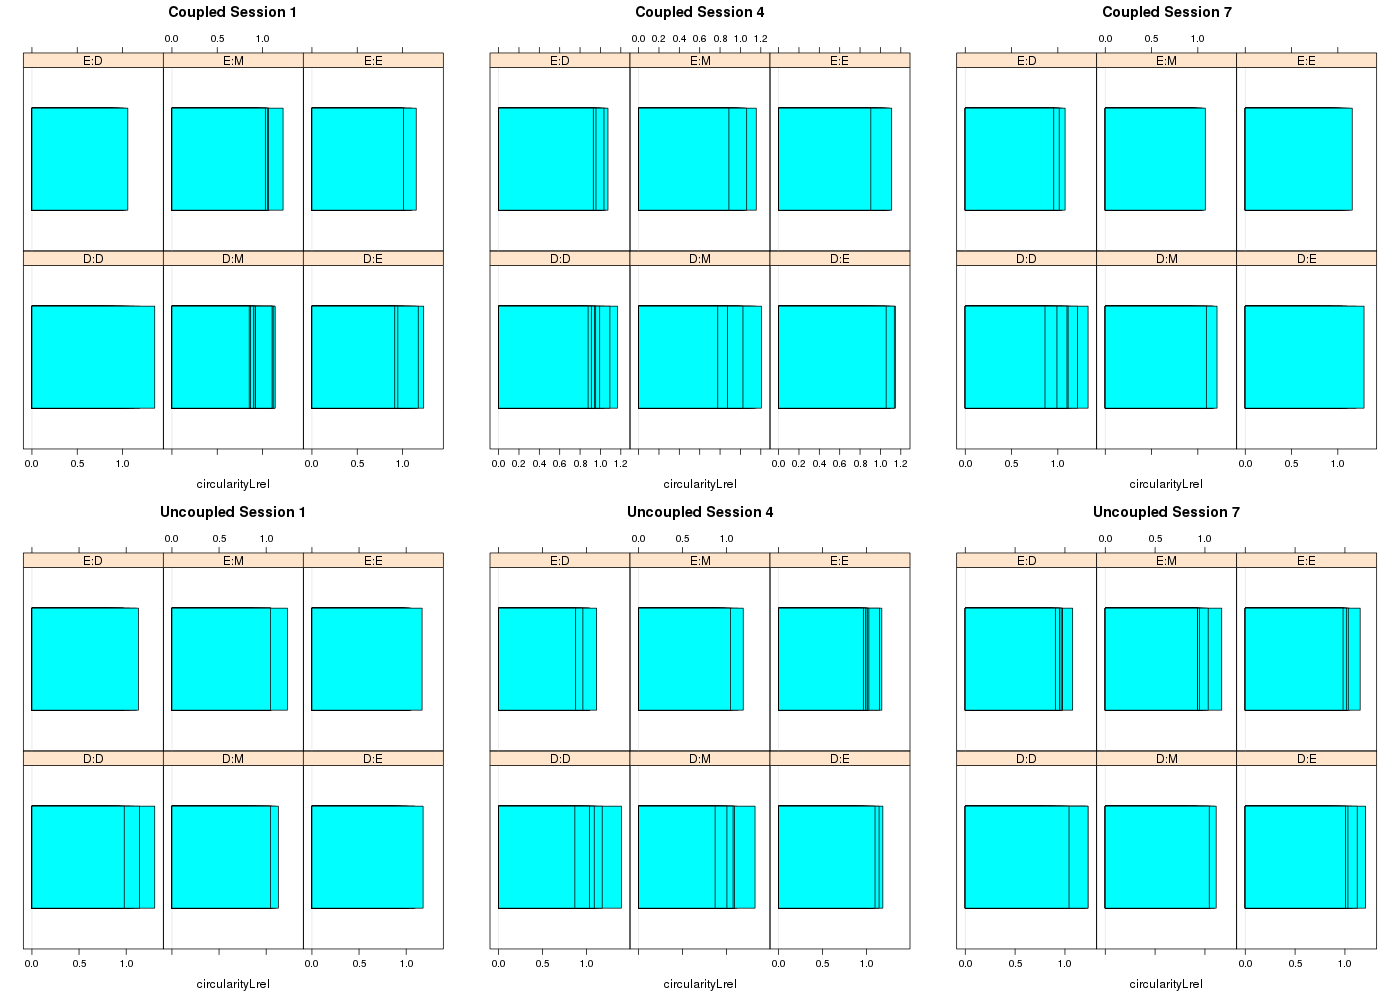 Coupled Session 1 Coupled Session 4 Coupled Session 7
0.0 0.5 1.0 0.0 0.2 0.4 0.6 0.8 1.0 1.2 0.0 0.5 1.0
E:D E:M E:E E:D E:M E:E E:D E:M E:E
D:D D:M D:E D:D D:M D:E D:D D:M D:E
0.0 0.5 1.0 0.0 0.5 1.0 0.0 0.2 0.4 0.6 0.8 1.0 1.2 0.0 0.2 0.4 0.6 0.8 1.0 1.2 0.0 0.5 1.0 0.0 0.5 1.0
circularityLrel circularityLrel circularityLrel
Uncoupled Session 1 Uncoupled Session 4 Uncoupled Session 7
0.0 0.5 1.0 0.0 0.5 1.0 0.0 0.5 1.0
E:D E:M E:E E:D E:M E:E E:D E:M E:E
D:D D:M D:E D:D D:M D:E D:D D:M D:E
0.0 0.5 1.0 0.0 0.5 1.0 0.0 0.5 1.0 0.0 0.5 1.0 0.0 0.5 1.0 0.0 0.5 1.0
circularityLrel circularityLrel circularityLrel